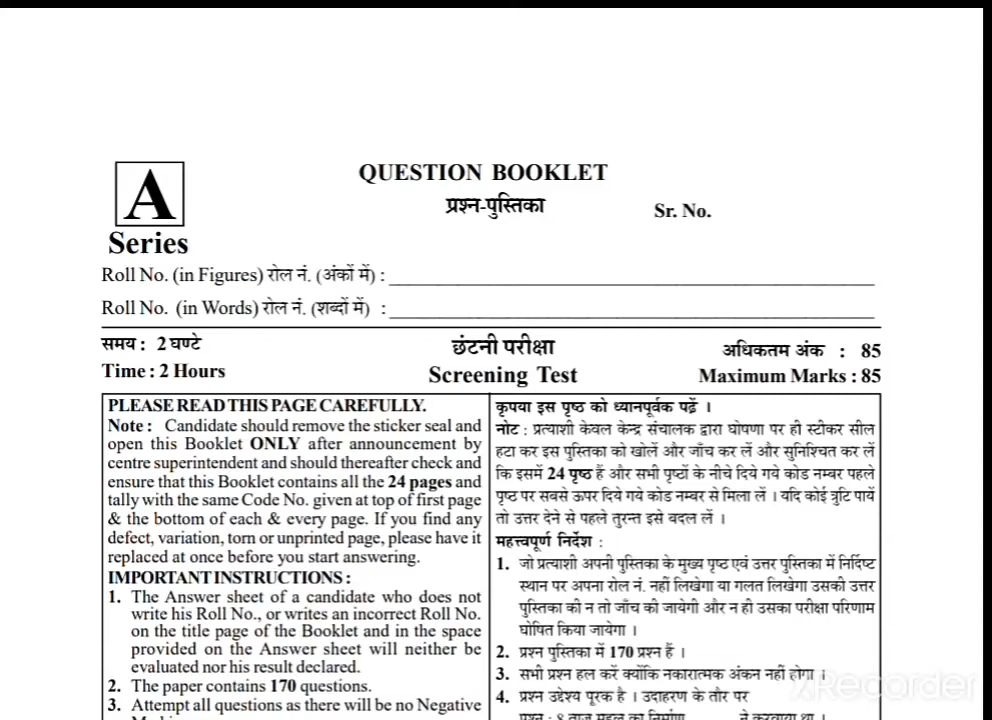 A
Series
QUESTION BOOKLET
प्रश्न-पुस्तिका
Sr. No.
Roll No. (in Figures) रोल नं. (अंकों में) :
Roll No. (in Words) रोल नं. (शब्दों में) :
समय : 2 घण्टे
Time : 2 Hours
छंटनी परीक्षा
Screening Test
अधिकतम अंक : 85
Maximum Marks : 85
PLEASE READ THIS PAGE CAREFULLY.
Note : Candidate should remove the sticker seal and
open this Booklet ONLY after announcement by
centre superintendent and should thereafter check and
ensure that this Booklet contains all the 24 pages and
tally with the same Code No. given at top of first page
& the bottom of each & every page. If you find any
defect, variation, torn or unprinted page, please have it
replaced at once before you start answering.
IMPORTANT INSTRUCTIONS :
1. The Answer sheet of a candidate who does not
write his Roll No., or writes an incorrect Roll No.
on the title page of the Booklet and in the space
provided on the Answer sheet will neither be
evaluated nor his result declared.
2. The paper contains 170 questions.
3. Attempt all questions as there will be no Negative
कृपया इस पृष्ठ को ध्यानपूर्वक पढ़ें ।
नोट : प्रत्याशी केवल केन्द्र संचालक द्वारा घोषणा पर ही स्टीकर सील
हटा कर इस पुस्तिका को खोलें और जाँच कर लें और सुनिश्चित कर लें
कि इसमें 24 पृष्ठ हैं और सभी पृष्ठों के नीचे दिये गये कोड नम्बर पहले
पृष्ठ पर सबसे ऊपर दिये गये कोड नम्बर से मिला लें । यदि कोई त्रुटि पायें
तो उत्तर देने से पहले तुरन्त इसे बदल लें ।
महत्त्वपूर्ण निर्देश :
1. जो प्रत्याशी अपनी पुस्तिका के मुख्य पृष्ठ एवं उत्तर पुस्तिका में निर्दिष्ट
स्थान पर अपना रोल नं. नहीं लिखेगा या गलत लिखेगा उसकी उत्तर
पुस्तिका की न तो जाँच की जायेगी और न ही उसका परीक्षा परिणाम
घोषित किया जायेगा ।
2. प्रश्न पुस्तिका में 170 प्रश्न हैं ।
3. सभी प्रश्न हल करें क्योंकि नकारात्मक अंकन नहीं होगा ।
4. प्रश्न उद्देश्य पूरक है । उदाहरण के तौर पर
प्रश्न : 8 ताज महल का निर्माण ने करवाया था ।
XRecorder